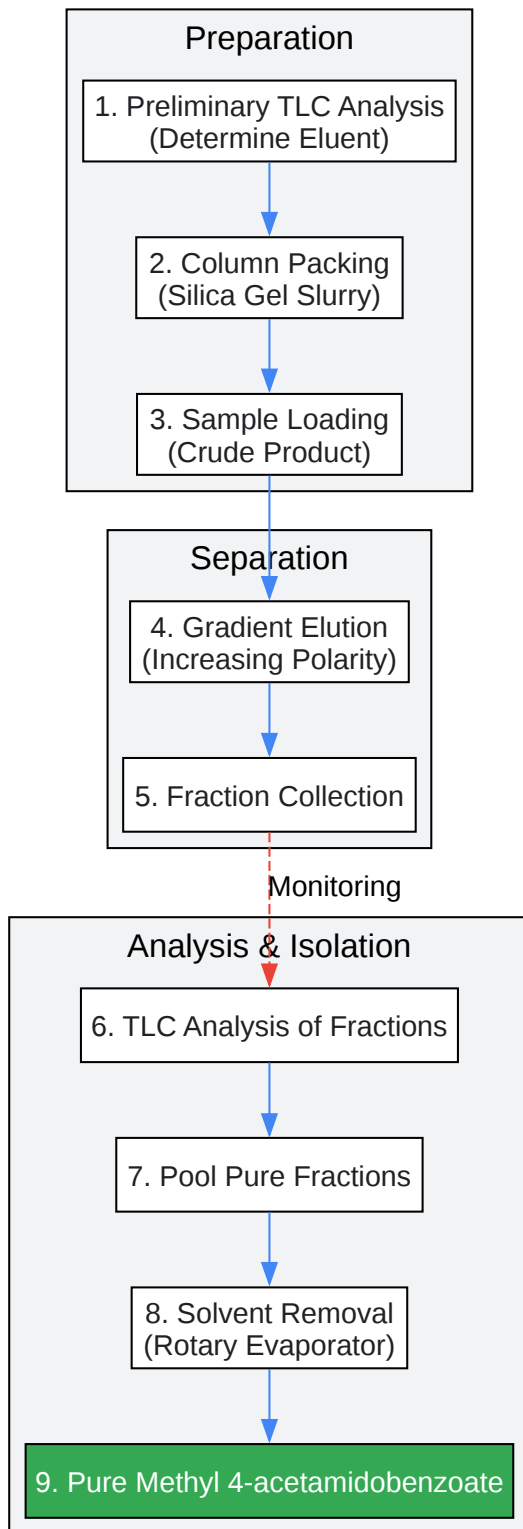 Preparation
1. Preliminary TLC Analysis
(Determine Eluent)
2. Column Packing
(Silica Gel Slurry)
3. Sample Loading
(Crude Product)
Separation
4. Gradient Elution
(Increasing Polarity)
5. Fraction Collection
Monitoring
Analysis & Isolation
6. TLC Analysis of Fractions
7. Pool Pure Fractions
8. Solvent Removal
(Rotary Evaporator)
9. Pure Methyl 4-acetamidobenzoate